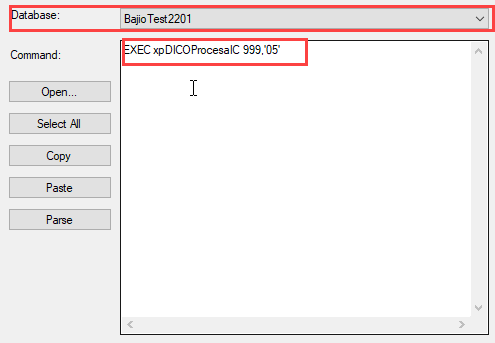 Database:
BajioTest2201
Command:
EXEC xpDICOProcesaIC 999,'05'
Open...
Select All
Copy
Paste
Parse